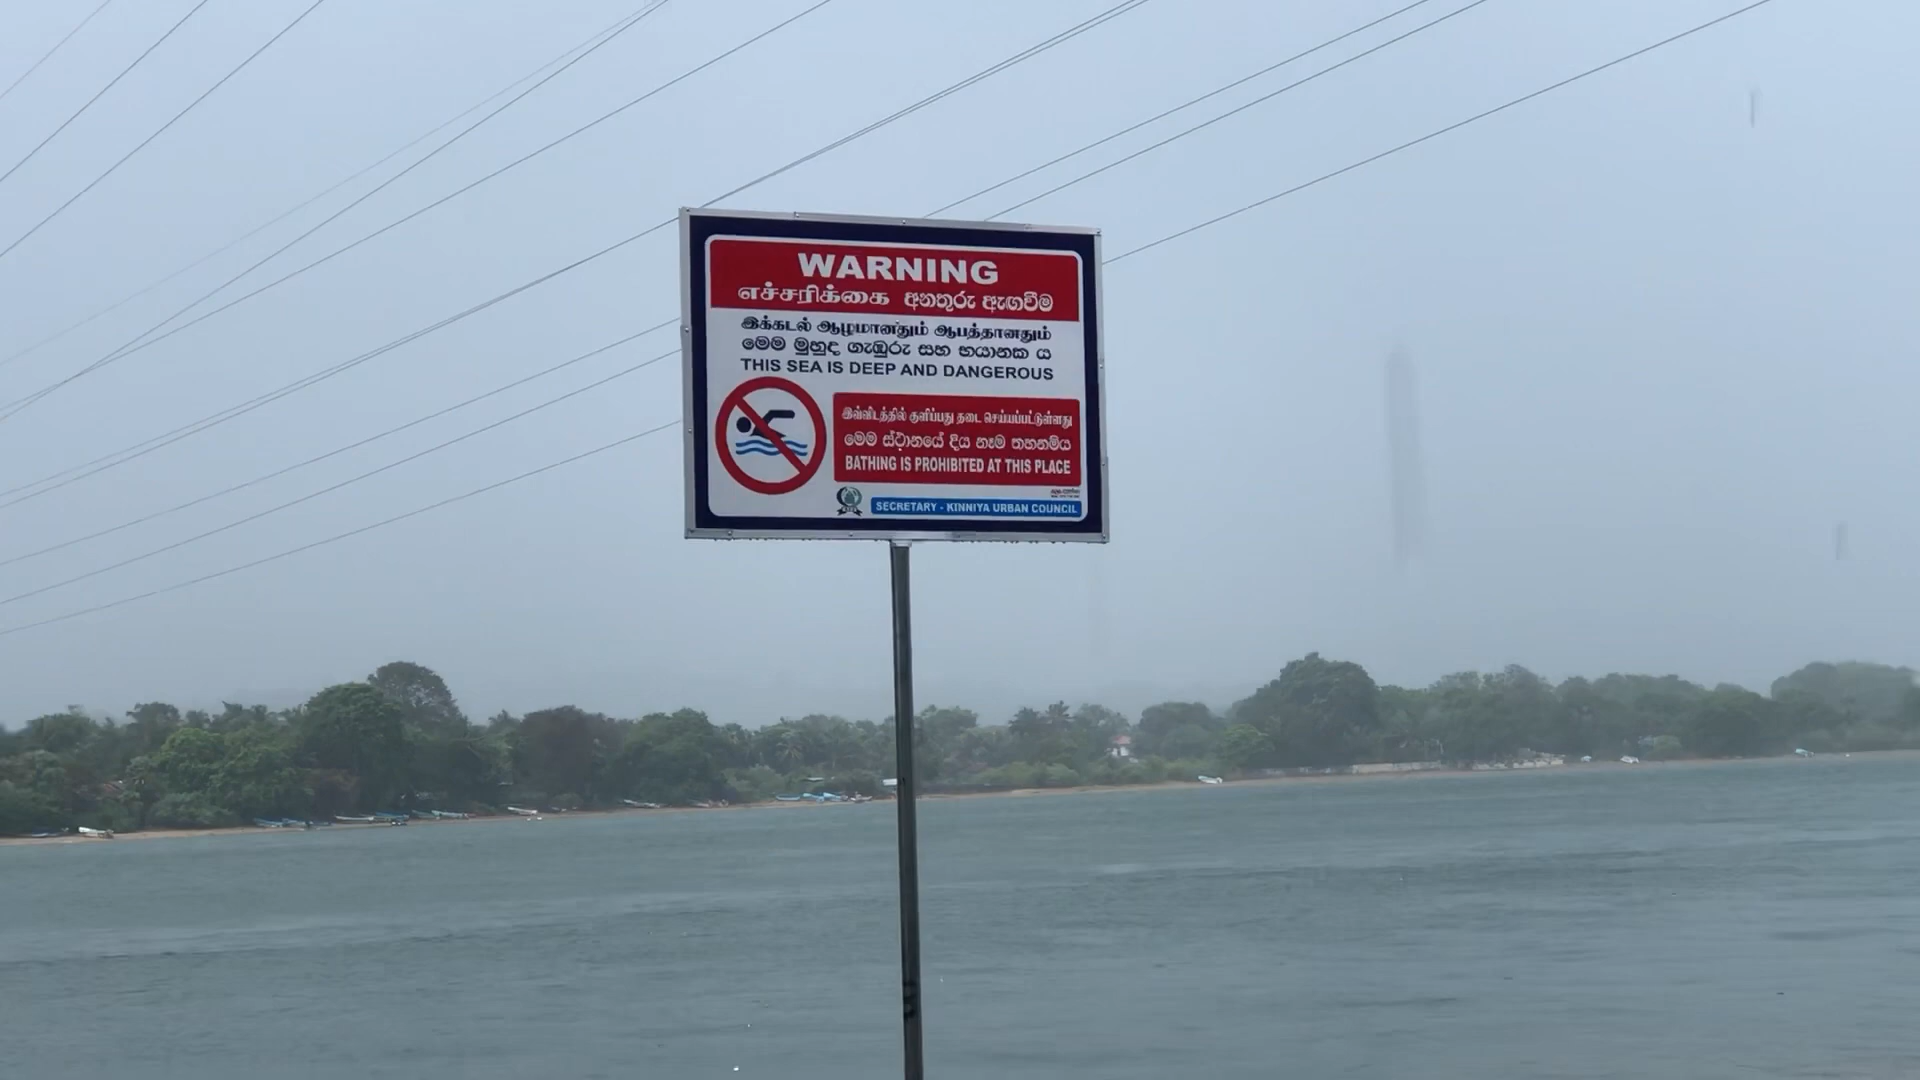 WARNING
எச்சரிக்கை අනතුරු ඇඟවීම
இக்கடல் ஆழமானதும் ஆபத்தானதும்
මෙම මුහුද ගැඹුරු සහ භයානක ය
THIS SEA IS DEEP AND DANGEROUS
இவ்விடத்தில் குளிப்பது தடை செய்யப்பட்டுள்ளது
මෙම ස්ථානයේ දිය නෑම තහනම්ය
BATHING IS PROHIBITED AT THIS PLACE
SECRETARY - KINNIYA URBAN COUNCIL